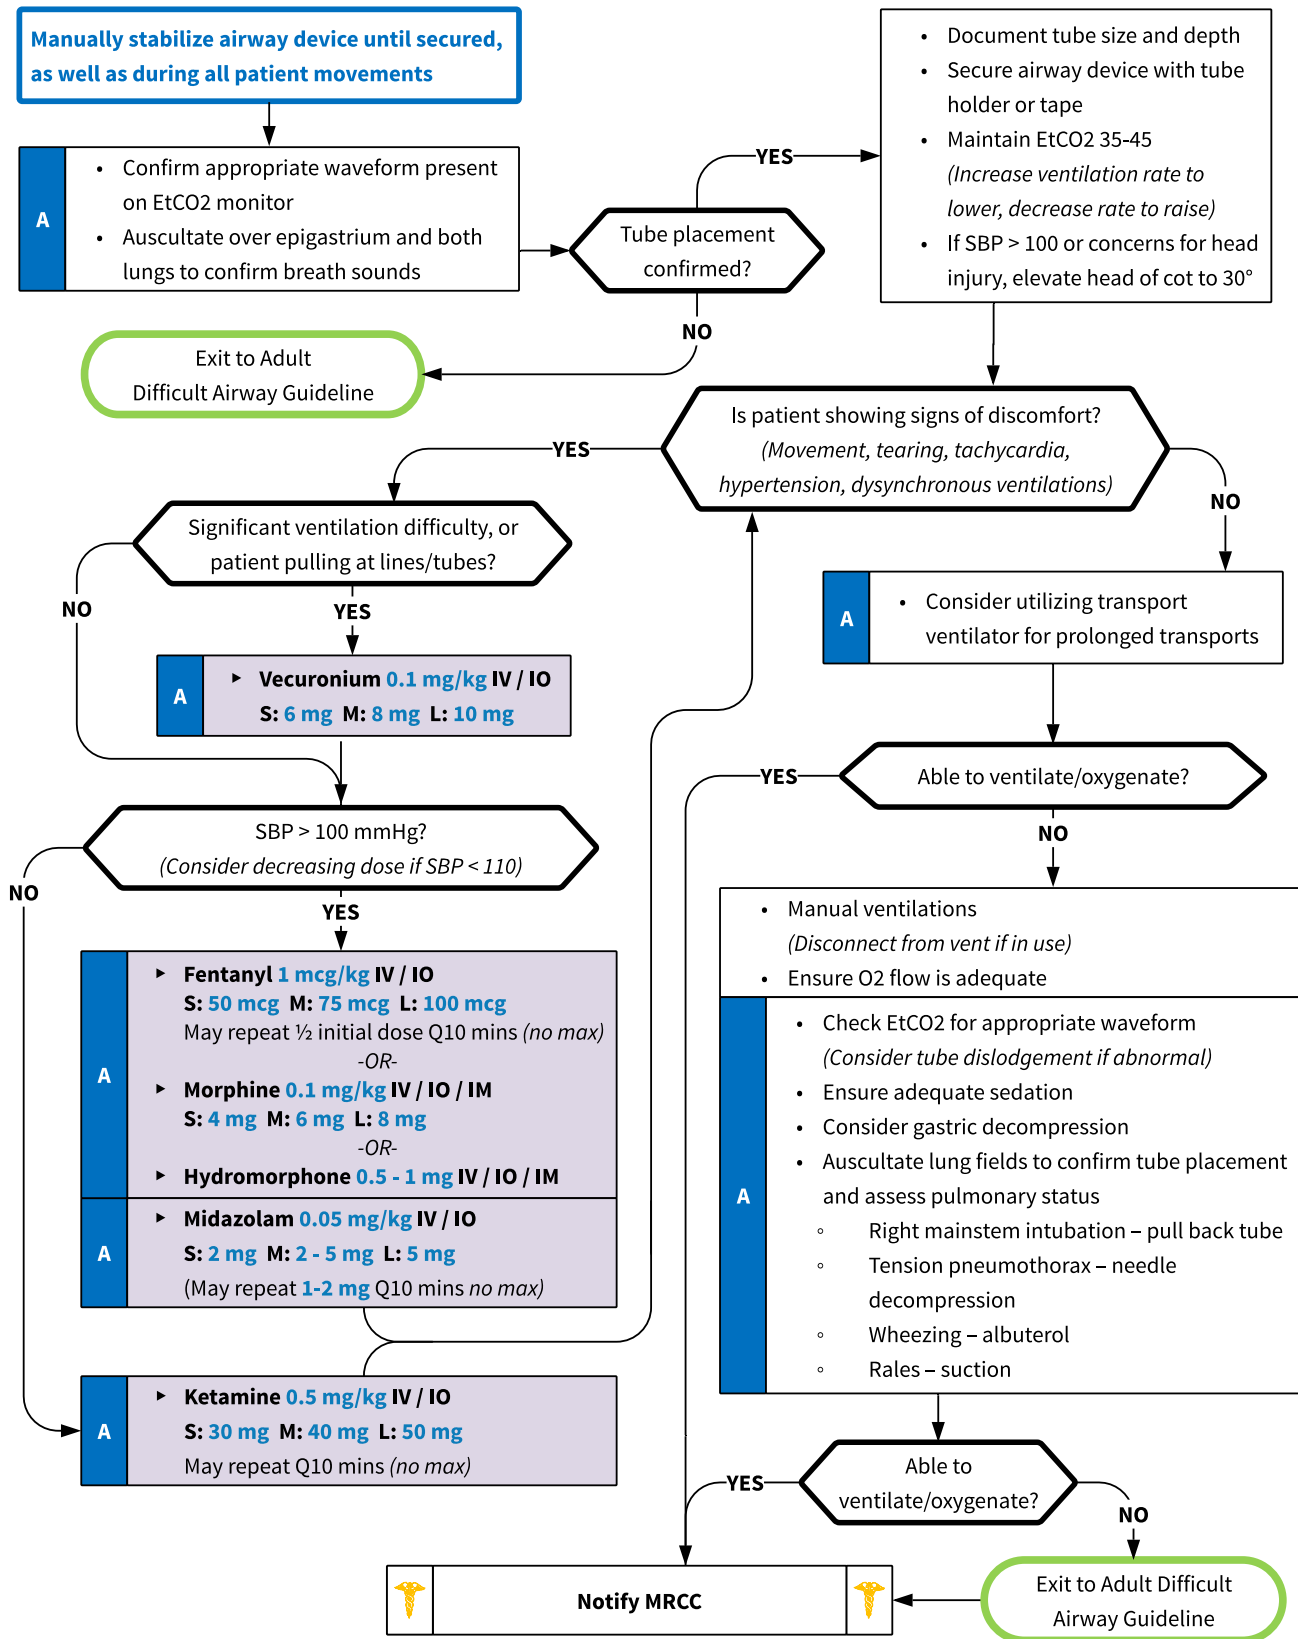 Manually stabilize airway device until secured,
as well as during all patient movements
A
• Confirm appropriate waveform present
on EtCO2 monitor
• Auscultate over epigastrium and both
lungs to confirm breath sounds
Tube placement
confirmed?
YES
• Document tube size and depth
• Secure airway device with tube
holder or tape
• Maintain EtCO2 35-45
(Increase ventilation rate to
lower, decrease rate to raise)
• If SBP > 100 or concerns for head
injury, elevate head of cot to 30°
NO
Exit to Adult
Difficult Airway Guideline
Is patient showing signs of discomfort?
(Movement, tearing, tachycardia,
hypertension, dysynchronous ventilations)
YES
NO
Significant ventilation difficulty, or
patient pulling at lines/tubes?
NO
YES
A
▸ Vecuronium 0.1 mg/kg IV / IO
S: 6 mg M: 8 mg L: 10 mg
SBP > 100 mmHg?
(Consider decreasing dose if SBP < 110)
NO
YES
A
▸ Fentanyl 1 mcg/kg IV / IO
S: 50 mcg M: 75 mcg L: 100 mcg
May repeat ½ initial dose Q10 mins (no max)
-OR-
▸ Morphine 0.1 mg/kg IV / IO / IM
S: 4 mg M: 6 mg L: 8 mg
-OR-
▸ Hydromorphone 0.5 - 1 mg IV / IO / IM
A
▸ Midazolam 0.05 mg/kg IV / IO
S: 2 mg M: 2 - 5 mg L: 5 mg
(May repeat 1-2 mg Q10 mins no max)
A
▸ Ketamine 0.5 mg/kg IV / IO
S: 30 mg M: 40 mg L: 50 mg
May repeat Q10 mins (no max)
A
• Consider utilizing transport
ventilator for prolonged transports
Able to ventilate/oxygenate?
YES
NO
• Manual ventilations
(Disconnect from vent if in use)
• Ensure O2 flow is adequate
A
• Check EtCO2 for appropriate waveform
(Consider tube dislodgement if abnormal)
• Ensure adequate sedation
• Consider gastric decompression
• Auscultate lung fields to confirm tube placement
and assess pulmonary status
◦ Right mainstem intubation – pull back tube
◦ Tension pneumothorax – needle
decompression
◦ Wheezing – albuterol
◦ Rales – suction
Able to
ventilate/oxygenate?
YES
NO
Exit to Adult Difficult
Airway Guideline
Notify MRCC